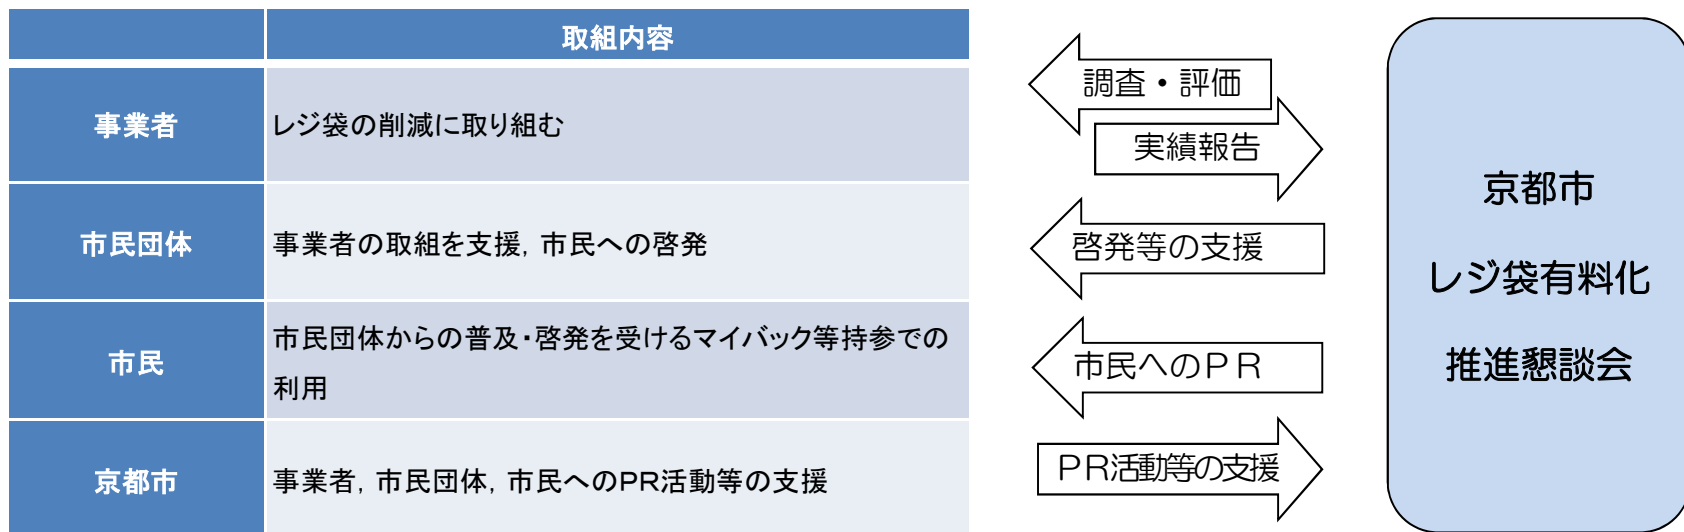 取組内容
事業者
レジ袋の削減に取り組む
市民団体
事業者の取組を支援，市民への啓発
市民
市民団体からの普及・啓発を受けるマイバック等持参での
利用
京都市
事業者，市民団体，市民へのPR活動等の支援
調査・評価
実績報告
啓発等の支援
市民へのＰＲ
ＰＲ活動等の支援
京都市
レジ袋有料化
推進懇談会